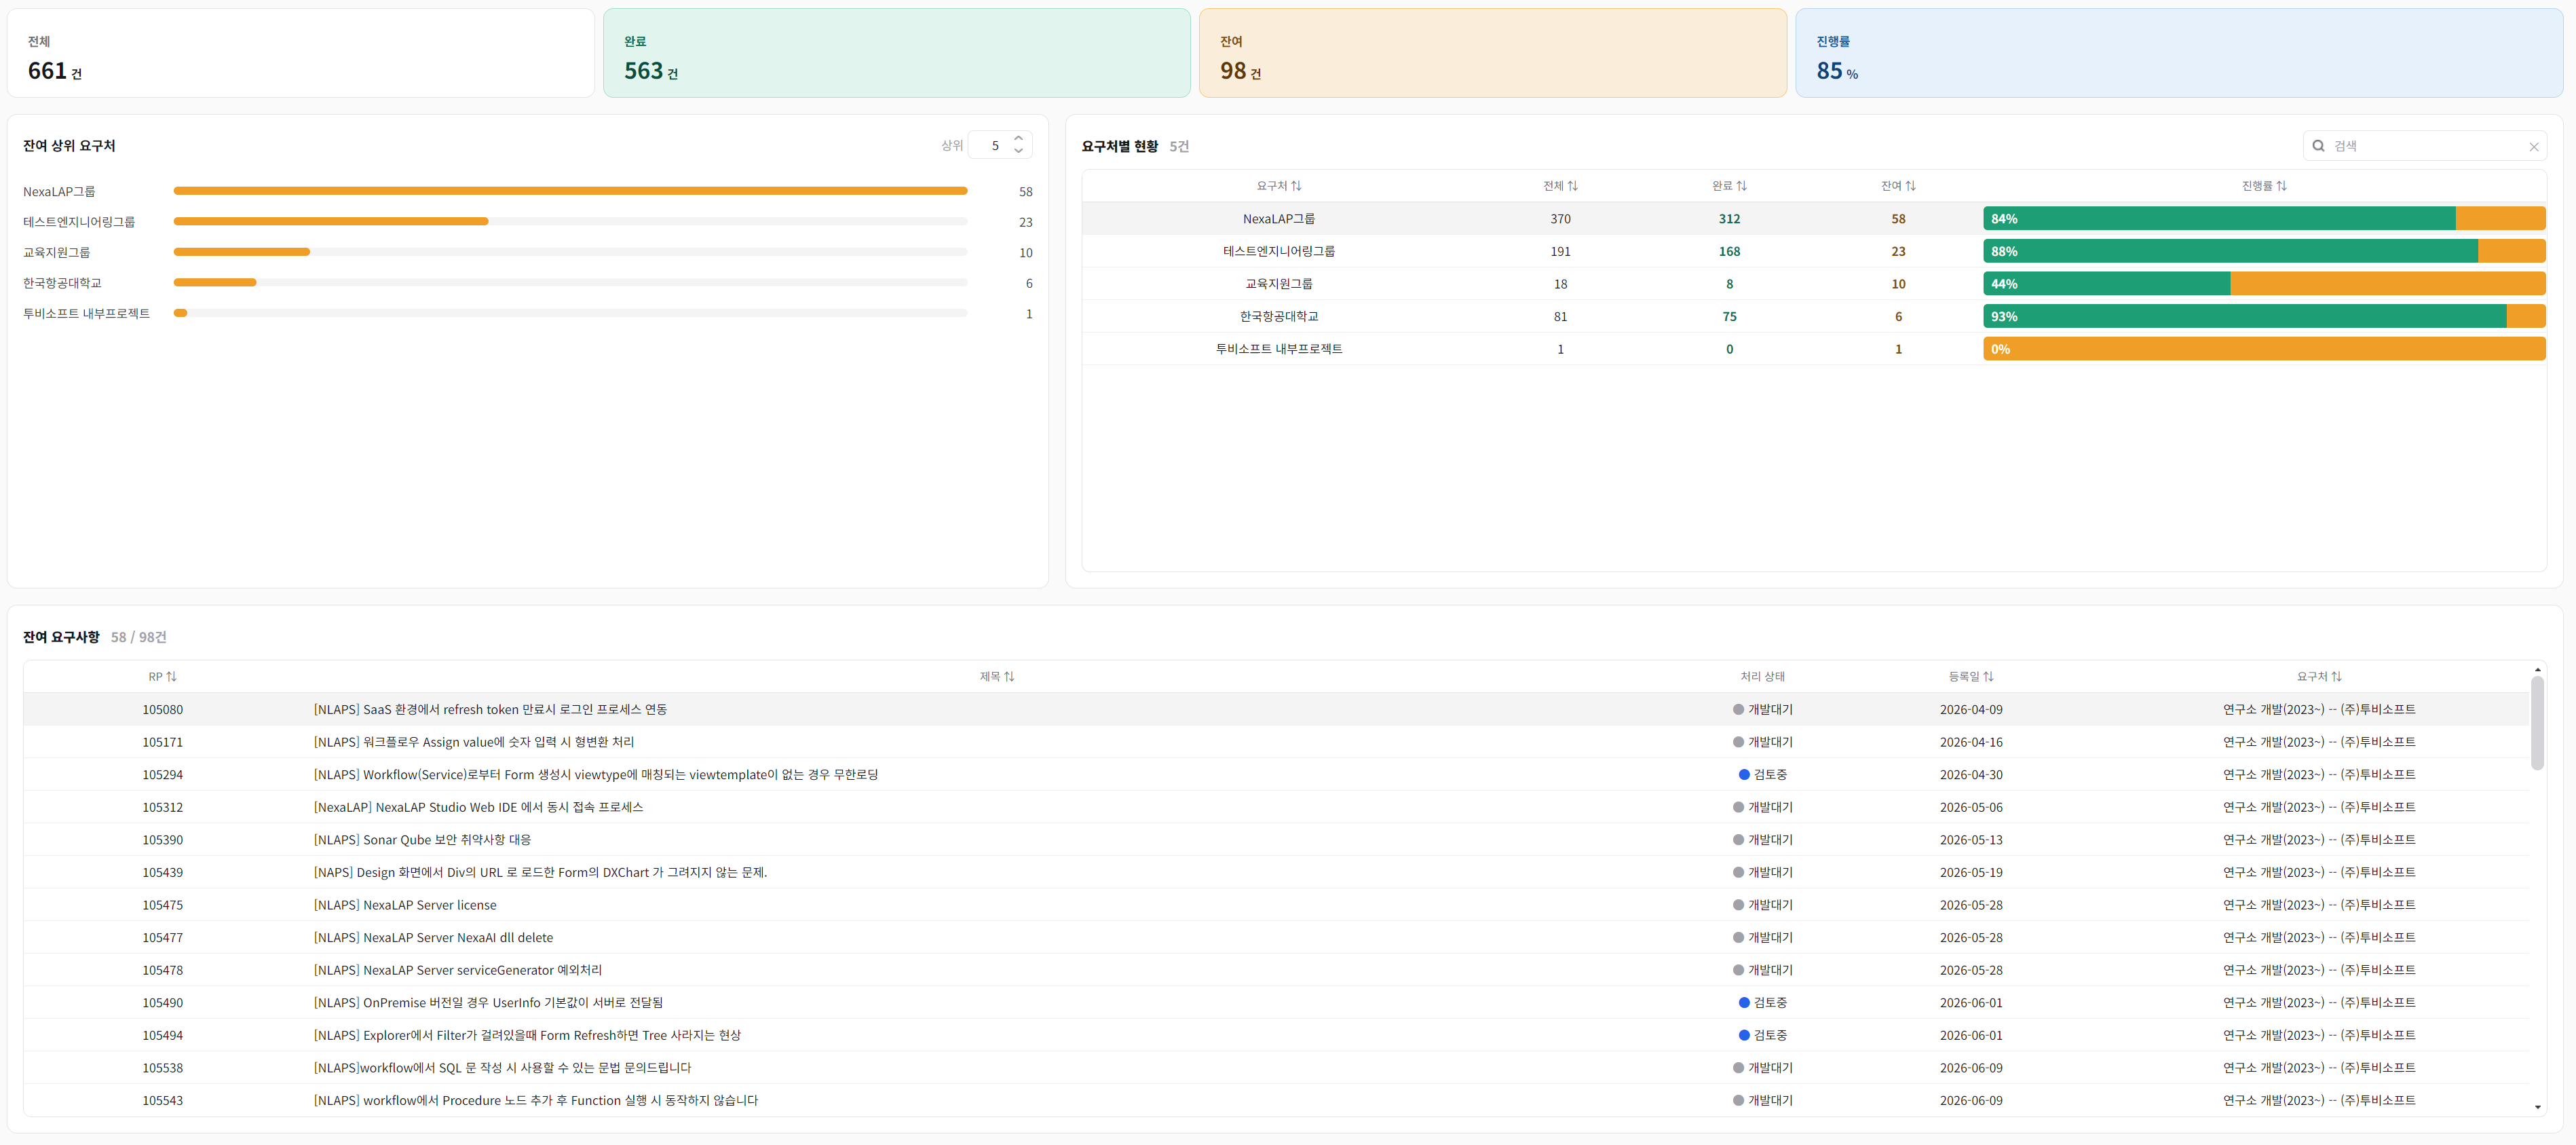 전체
661 건
완료
563 건
잔여
98 건
진행률
85 %
잔여 상위 요구처
상위 5
NexaLAP그룹 58
테스트엔지니어링그룹 23
교육지원그룹 10
한국항공대학교 6
투비소프트 내부프로젝트 1
요구처별 현황 5건
검색
요구처 전체 완료 잔여 진행률
NexaLAP그룹 370 312 58 84%
테스트엔지니어링그룹 191 168 23 88%
교육지원그룹 18 8 10 44%
한국항공대학교 81 75 6 93%
투비소프트 내부프로젝트 1 0 1 0%
잔여 요구사항 58 / 98건
RP 제목 처리 상태 등록일 요구처
105080 [NLAPS] SaaS 환경에서 refresh token 만료시 로그인 프로세스 연동 개발대기 2026-04-09 연구소 개발(2023~) -- (주)투비소프트
105171 [NLAPS] 워크플로우 Assign value에 숫자 입력 시 형변환 처리 개발대기 2026-04-16 연구소 개발(2023~) -- (주)투비소프트
105294 [NLAPS] Workflow(Service)로부터 Form 생성시 viewtype에 매칭되는 viewtemplate이 없는 경우 무한로딩 검토중 2026-04-30 연구소 개발(2023~) -- (주)투비소프트
105312 [NexaLAP] NexaLAP Studio Web IDE 에서 동시 접속 프로세스 개발대기 2026-05-06 연구소 개발(2023~) -- (주)투비소프트
105390 [NLAPS] Sonar Qube 보안 취약사항 대응 개발대기 2026-05-13 연구소 개발(2023~) -- (주)투비소프트
105439 [NAPS] Design 화면에서 Div의 URL 로 로드한 Form의 DXChart 가 그려지지 않는 문제. 개발대기 2026-05-19 연구소 개발(2023~) -- (주)투비소프트
105475 [NLAPS] NexaLAP Server license 개발대기 2026-05-28 연구소 개발(2023~) -- (주)투비소프트
105477 [NLAPS] NexaLAP Server NexaAI dll delete 개발대기 2026-05-28 연구소 개발(2023~) -- (주)투비소프트
105478 [NLAPS] NexaLAP Server serviceGenerator 예외처리 개발대기 2026-05-28 연구소 개발(2023~) -- (주)투비소프트
105490 [NLAPS] OnPremise 버전일 경우 UserInfo 기본값이 서버로 전달됨 검토중 2026-06-01 연구소 개발(2023~) -- (주)투비소프트
105494 [NLAPS] Explorer에서 Filter가 걸려있을때 Form Refresh하면 Tree 사라지는 현상 검토중 2026-06-01 연구소 개발(2023~) -- (주)투비소프트
105538 [NLAPS]workflow에서 SQL 문 작성 시 사용할 수 있는 문법 문의드립니다 개발대기 2026-06-09 연구소 개발(2023~) -- (주)투비소프트
105543 [NLAPS] workflow에서 Procedure 노드 추가 후 Function 실행 시 동작하지 않습니다 개발대기 2026-06-09 연구소 개발(2023~) -- (주)투비소프트